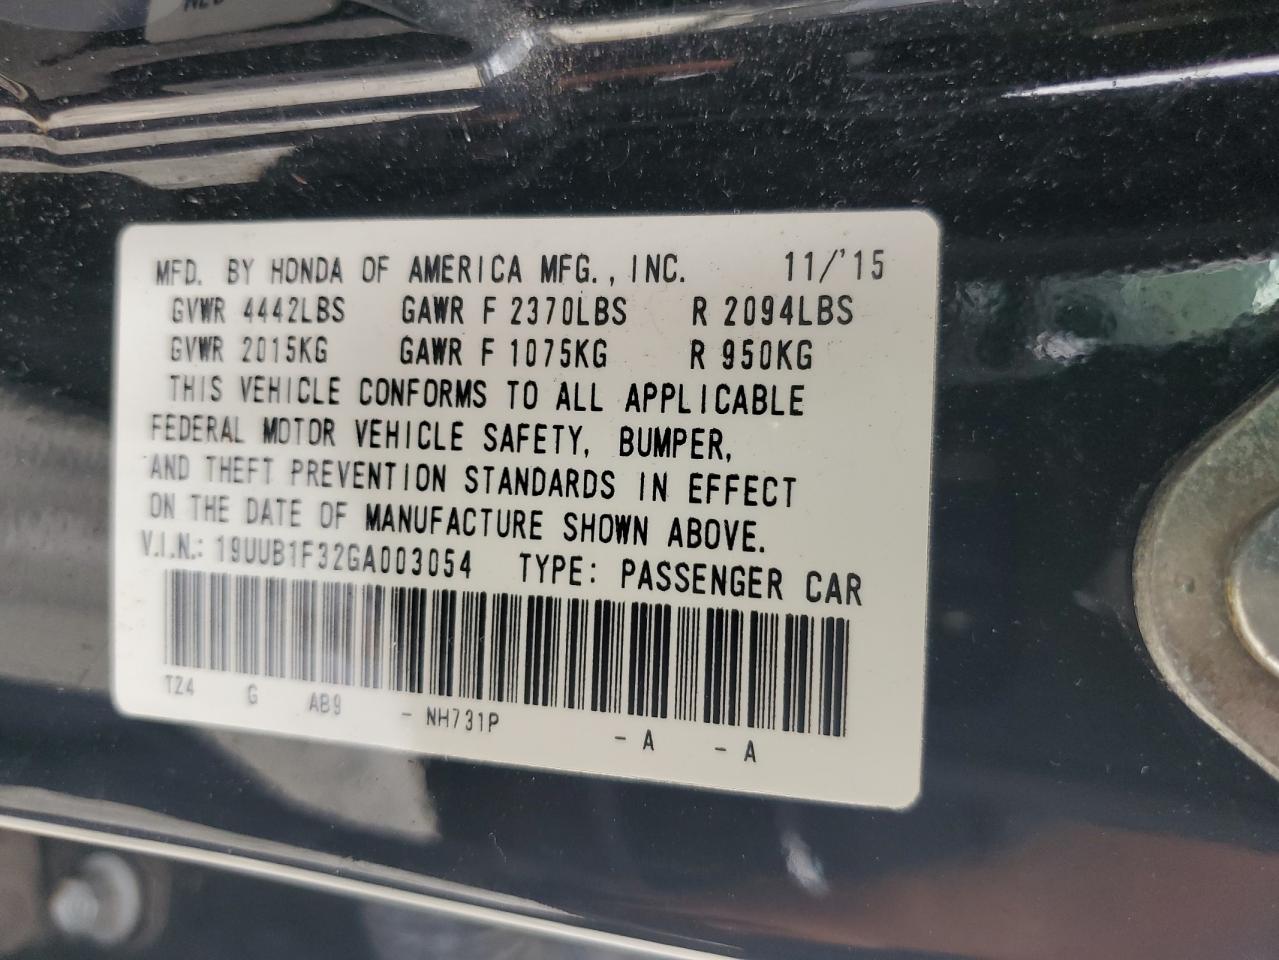 MFD. BY HONDA OF AMERICA MFG., INC. 11/'15
GVWR 4442LBS GAWR F 2370LBS R 2094LBS
GVWR 2015KG GAWR F 1075KG R 950KG
THIS VEHICLE CONFORMS TO ALL APPLICABLE
FEDERAL MOTOR VEHICLE SAFETY, BUMPER,
AND THEFT PREVENTION STANDARDS IN EFFECT
ON THE DATE OF MANUFACTURE SHOWN ABOVE.
V.I.N.: 19UUB1F32GA003054 TYPE: PASSENGER CAR
TZ4 G AB9 - NH731P - A - A